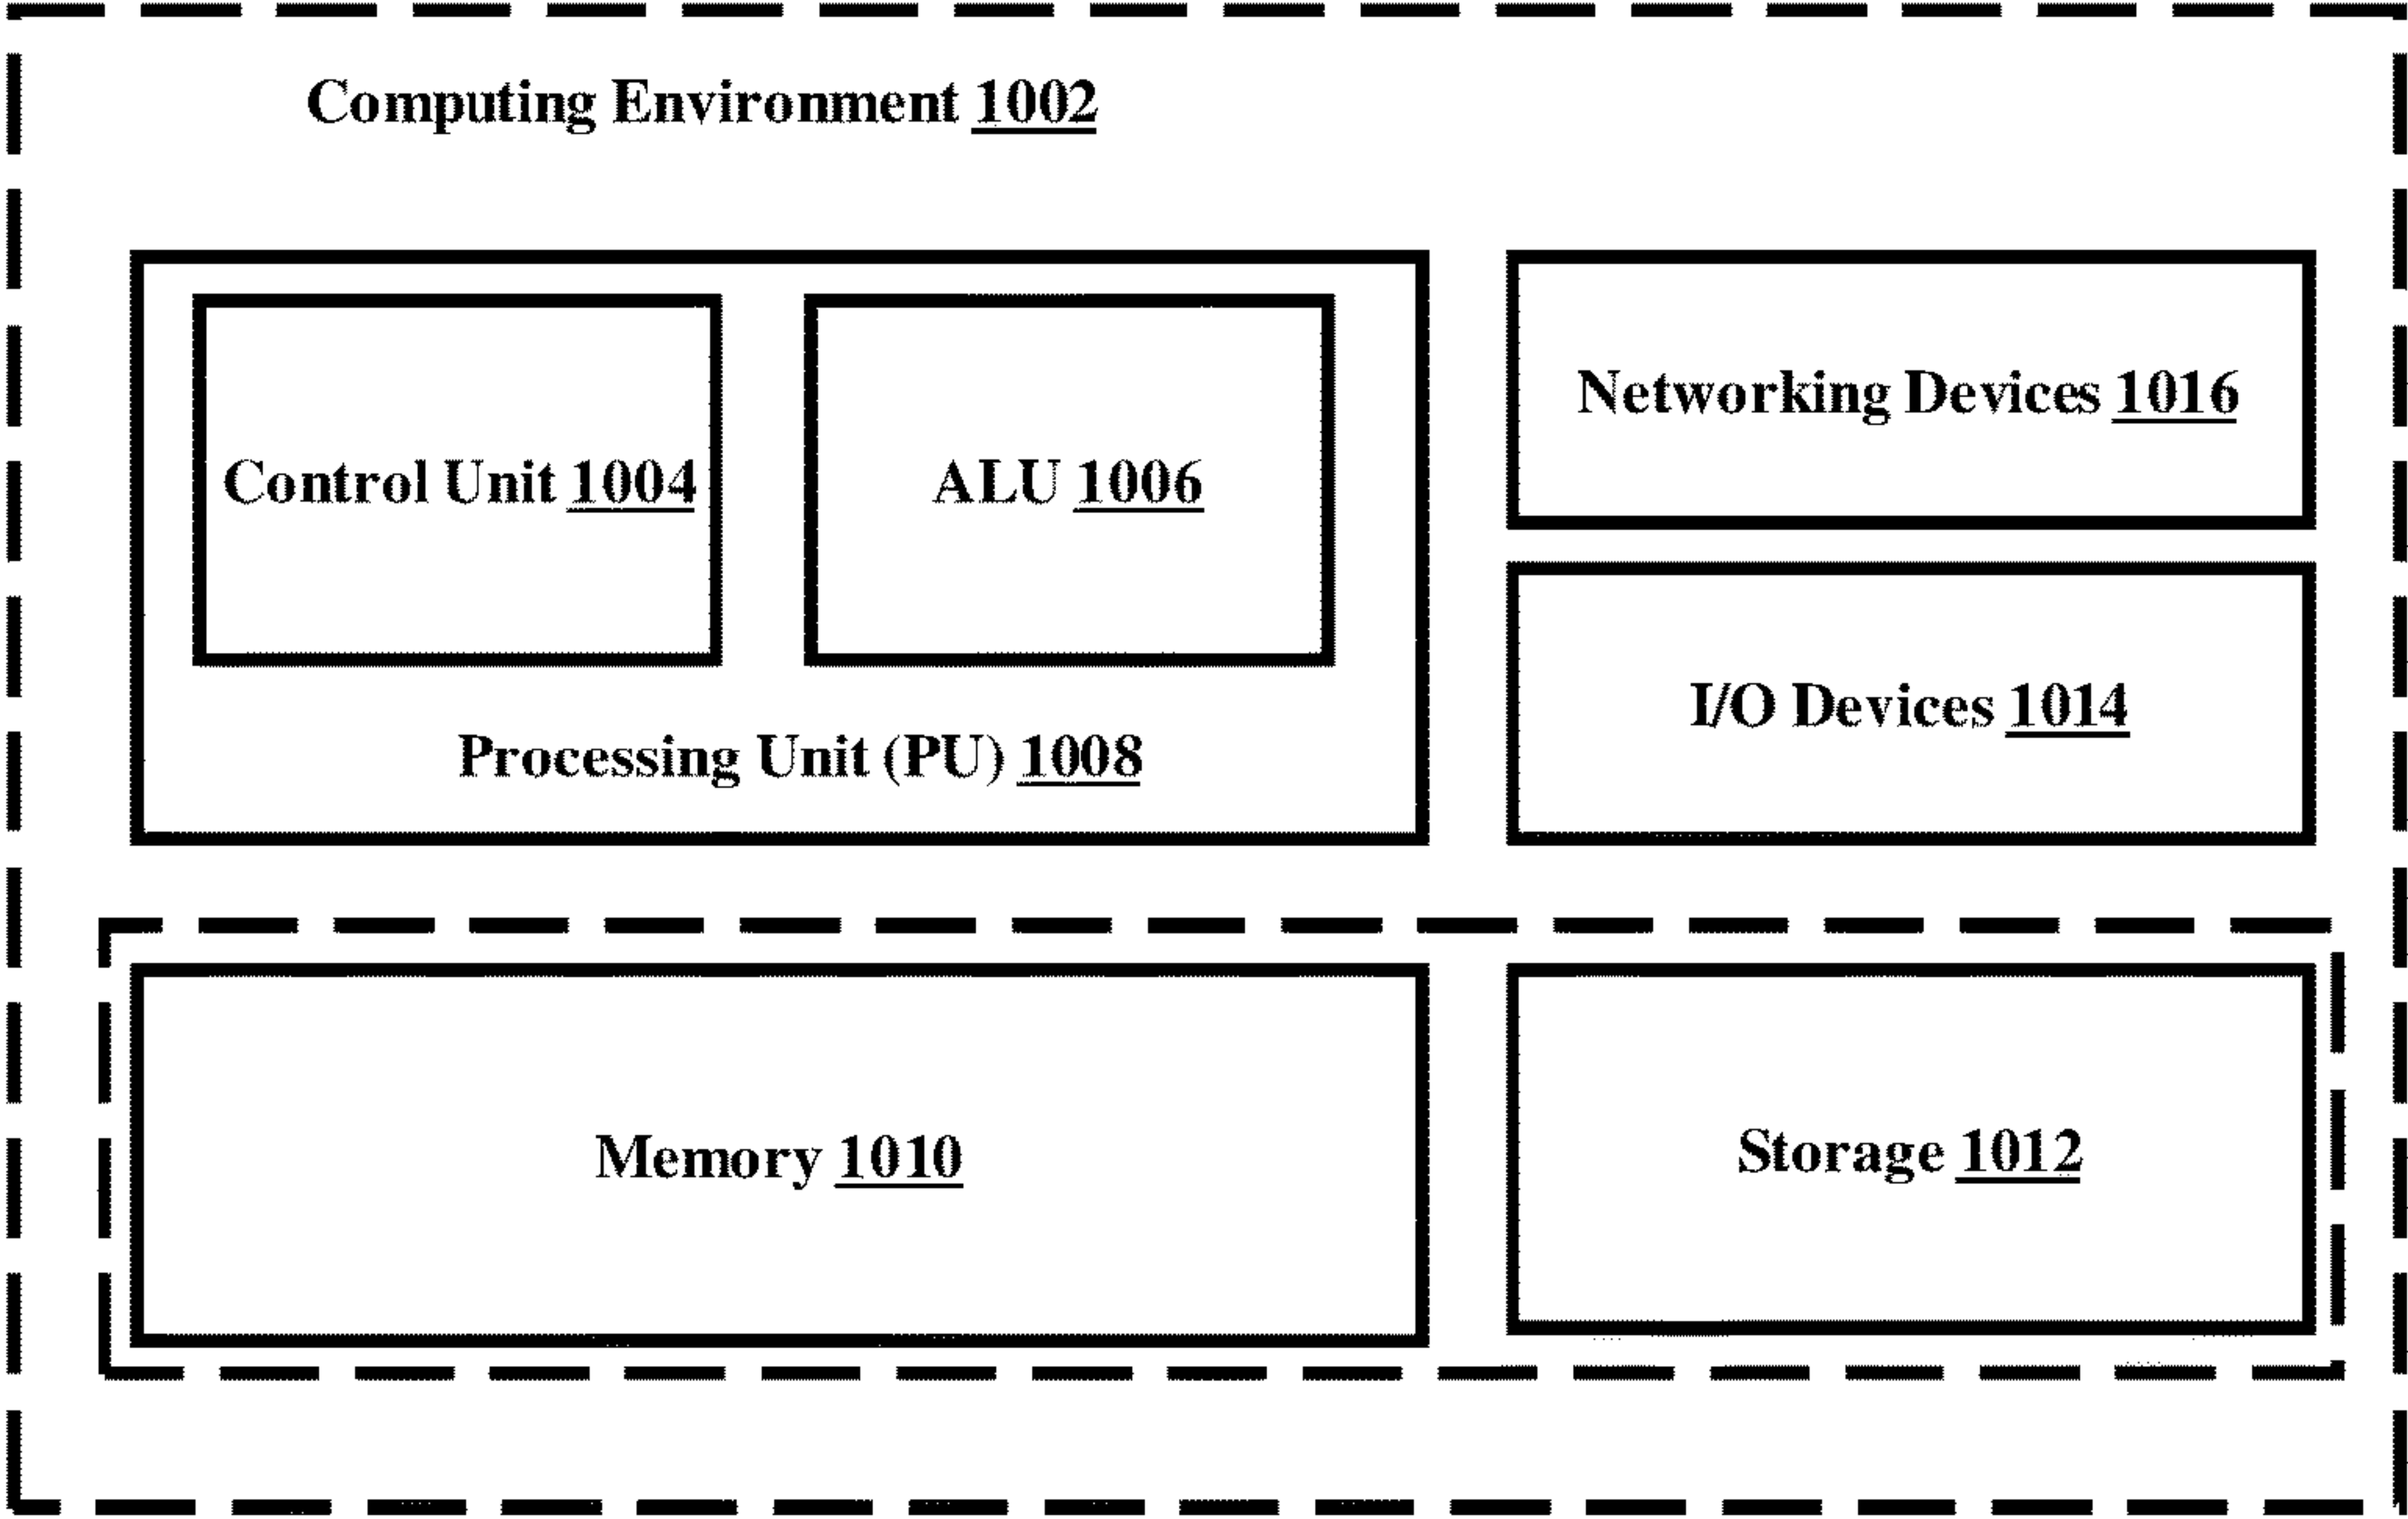 Computing Environment 1002
Control Unit 1004
ALU 1006
Processing Unit (PU) 1008
Networking Devices 1016
I/O Devices 1014
Memory 1010
Storage 1012